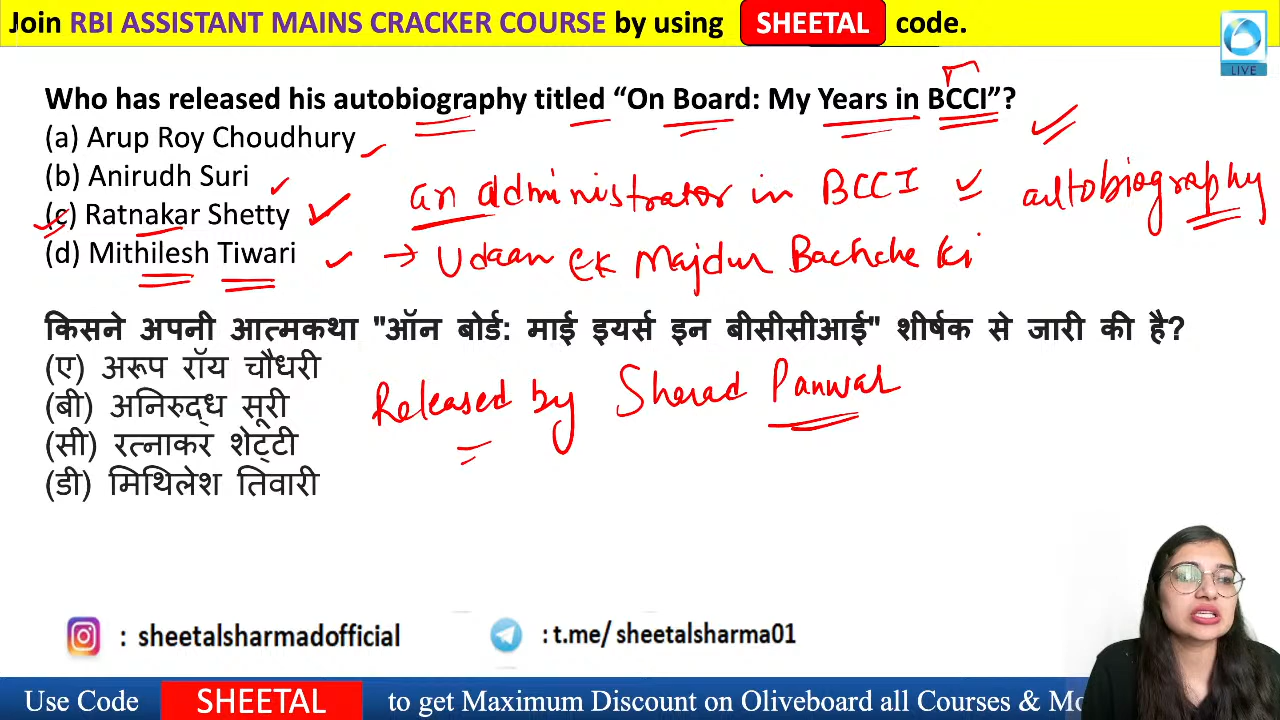 Join RBI ASSISTANT MAINS CRACKER COURSE by using SHEETAL code.
LIVE
Who has released his autobiography titled “On Board: My Years in BCCI”?
(a) Arup Roy Choudhury
(b) Anirudh Suri
(c) Ratnakar Shetty
(d) Mithilesh Tiwari
an administrator in BCCI autobiography
→ Udaan Ek Majdur Bachche ki
किसने अपनी आत्मकथा "ऑन बोर्ड: माई इयर्स इन बीसीसीआई" शीर्षक से जारी की है?
(ए) अरूप रॉय चौधरी
(बी) अनिरुद्ध सूरी
(सी) रत्नाकर शेट्टी
(डी) मिथिलेश तिवारी
Released by Sharad Panwar
: sheetalsharmadofficial
: t.me/ sheetalsharma01
Use Code SHEETAL to get Maximum Discount on Oliveboard all Courses & Mo